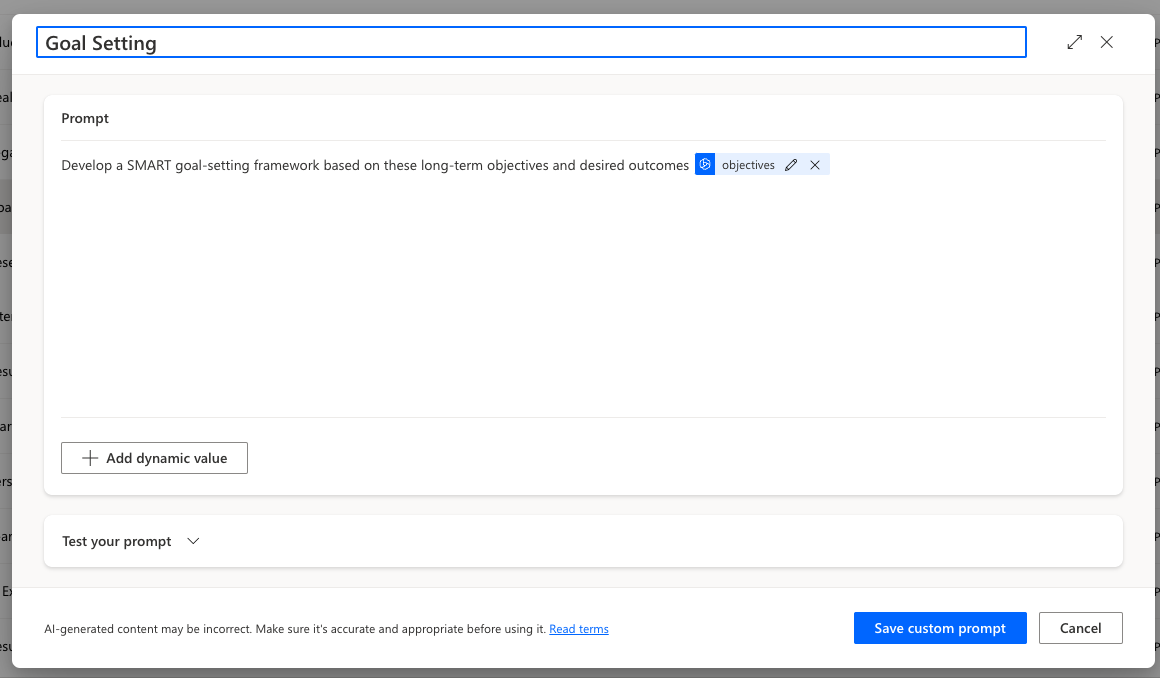 Goal Setting
Prompt
Develop a SMART goal-setting framework based on these long-term objectives and desired outcomes objectives
Add dynamic value
Test your prompt
AI-generated content may be incorrect. Make sure it's accurate and appropriate before using it. Read terms
Save custom prompt
Cancel